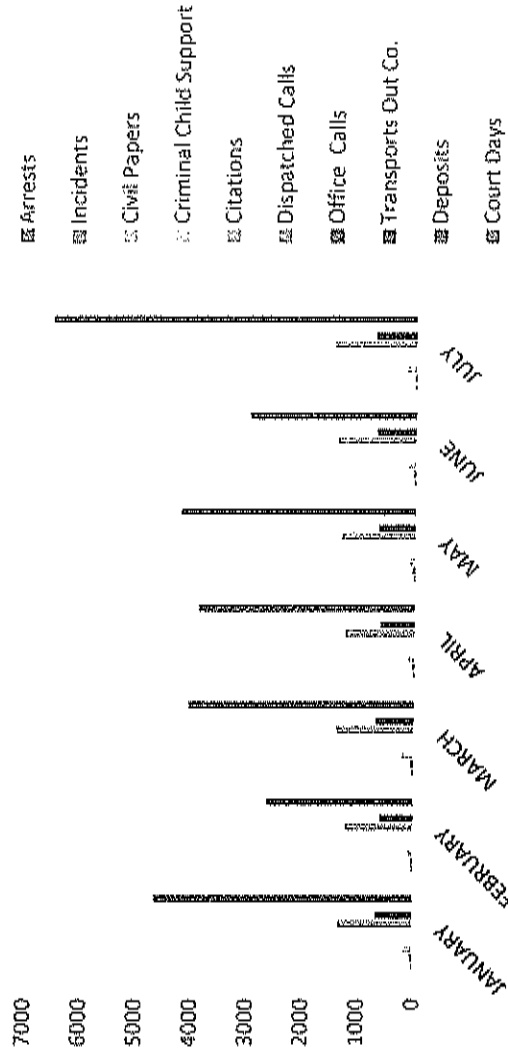 7000
6000
5000
4000
3000
2000
1000
0
JANUARY
FEBRUARY
MARCH
APRIL
MAY
JUNE
JULY
Arrests
Incidents
Civil Papers
Criminal Child Support
Citations
Dispatched Calls
Office Calls
Transports Out Co.
Deposits
Court Days